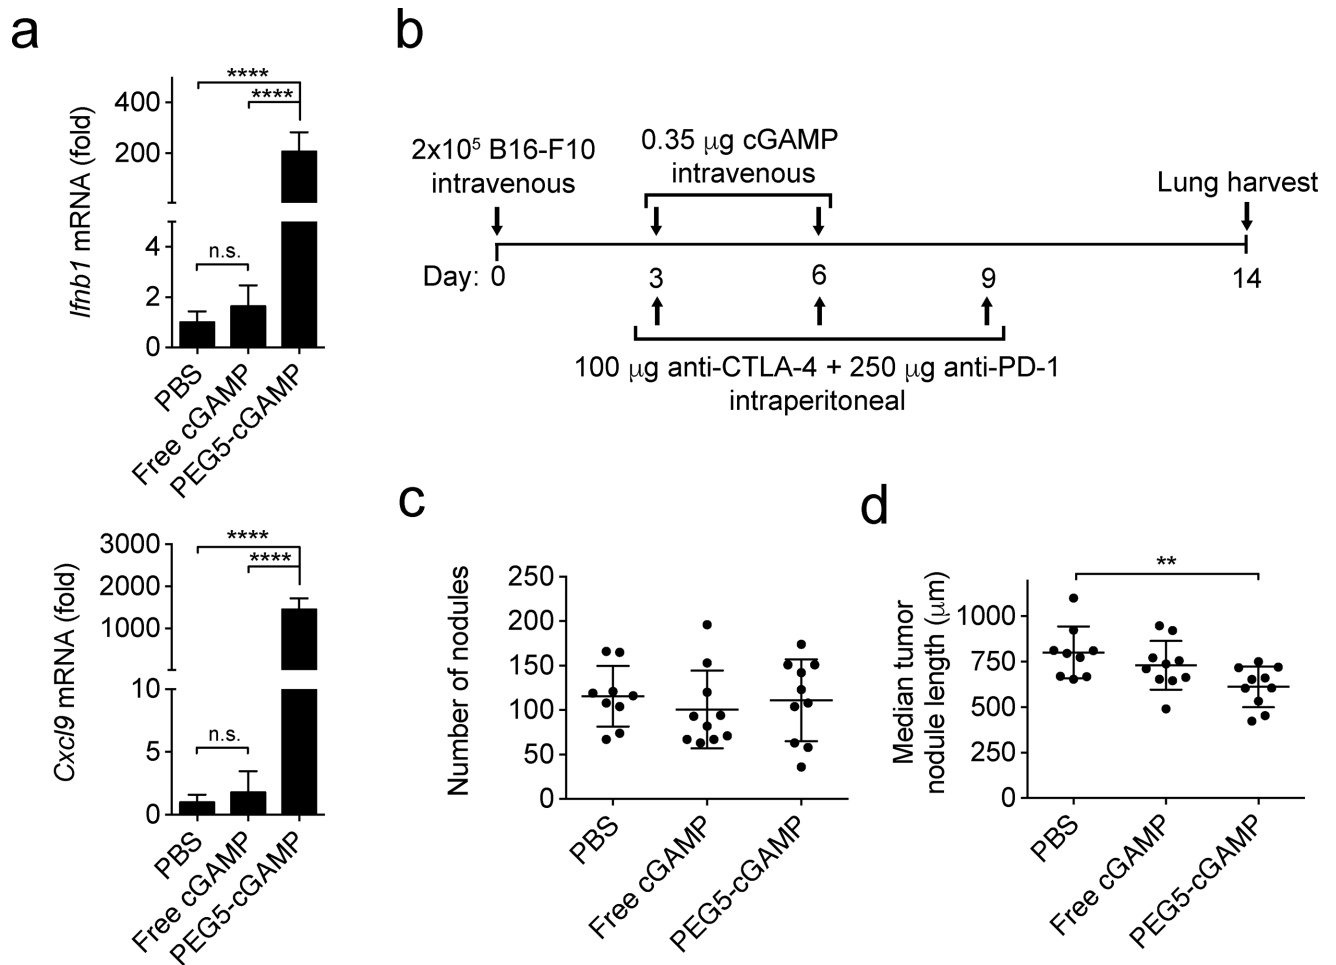 a
Ifnb1 mRNA (fold)
400
200
4
2
0
****
****
n.s.
PBS
Free cGAMP
PEG5-cGAMP
Cxcl9 mRNA (fold)
3000
2000
1000
10
5
0
****
****
n.s.
PBS
Free cGAMP
PEG5-cGAMP
b
2x10⁵ B16-F10
intravenous
0.35 μg cGAMP
intravenous
Lung harvest
Day: 0 3 6 9 14
100 μg anti-CTLA-4 + 250 μg anti-PD-1
intraperitoneal
c
Number of nodules
250
200
150
100
50
0
PBS
Free cGAMP
PEG5-cGAMP
d
Median tumor
nodule length (μm)
1000
750
500
250
0
**
PBS
Free cGAMP
PEG5-cGAMP